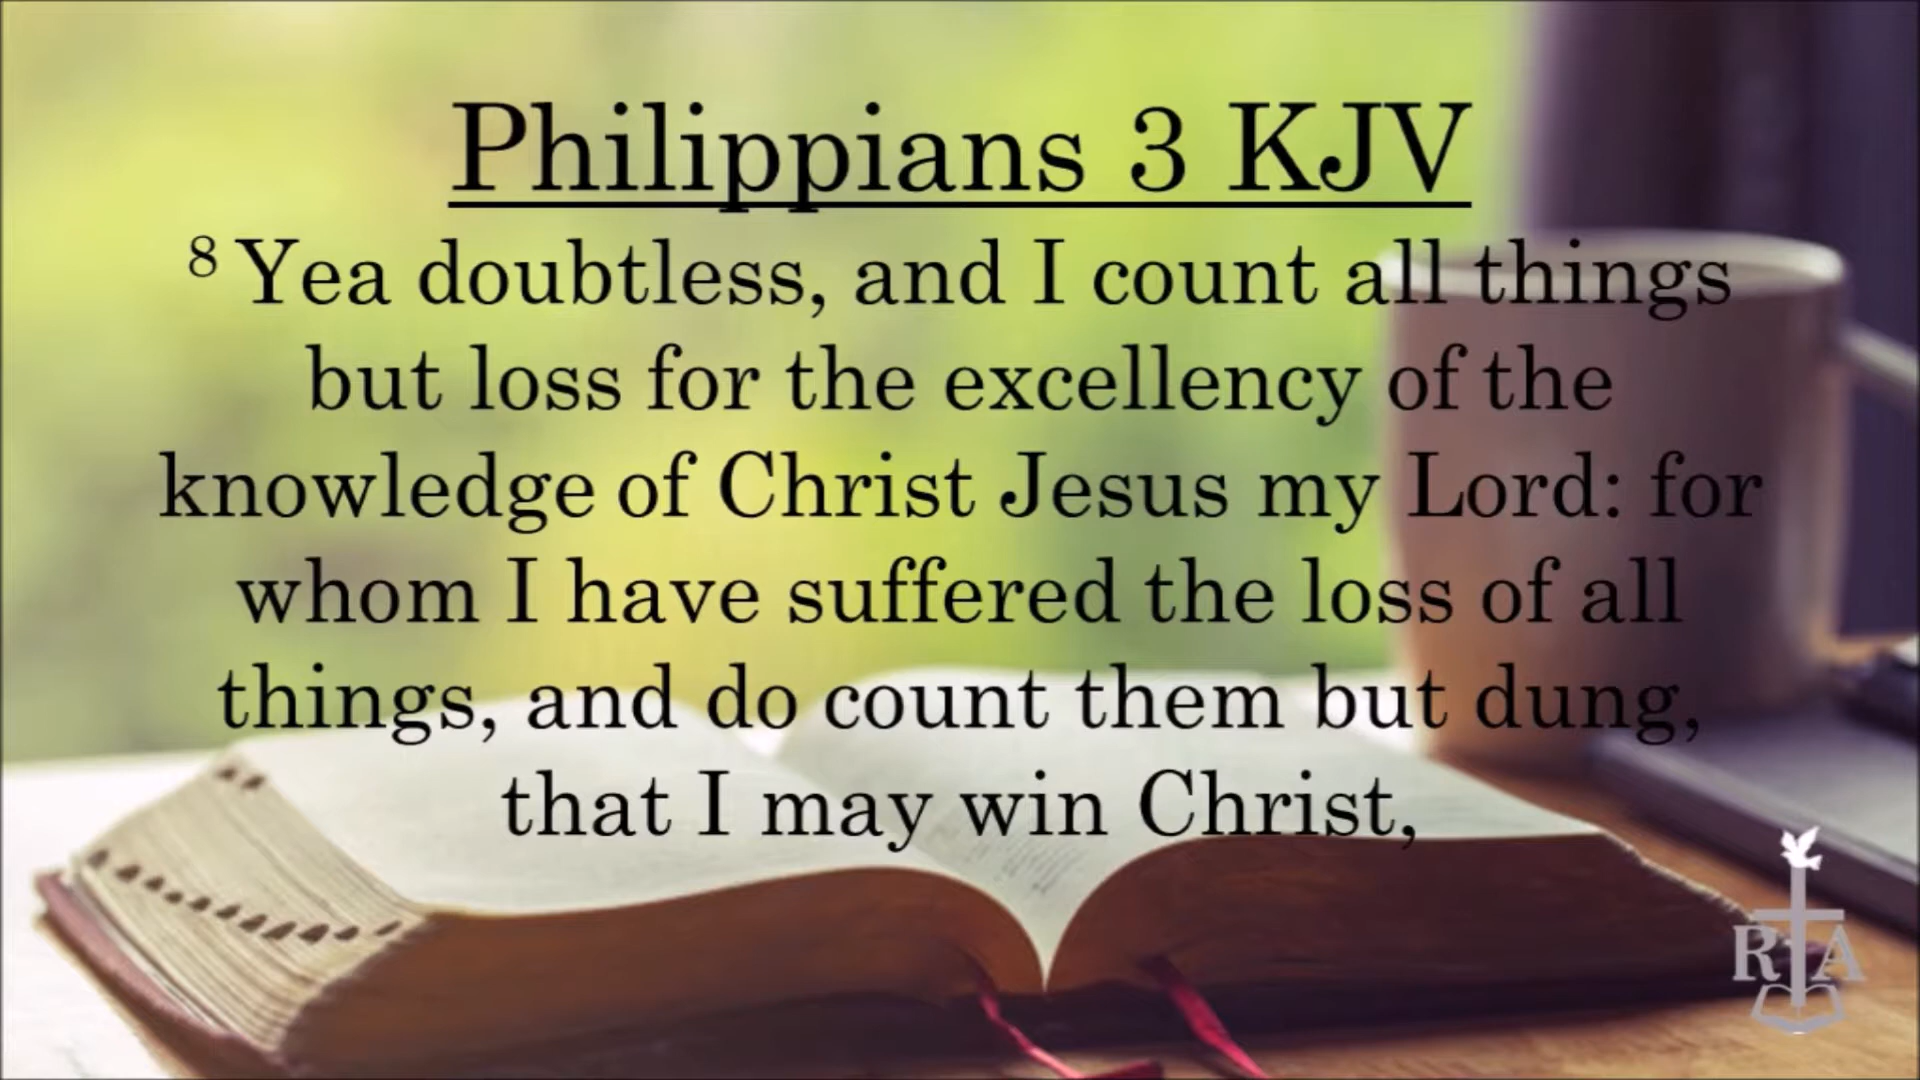 Philippians 3 KJV
8 Yea doubtless, and I count all things
but loss for the excellency of the
knowledge of Christ Jesus my Lord: for
whom I have suffered the loss of all
things, and do count them but dung,
that I may win Christ,
R A